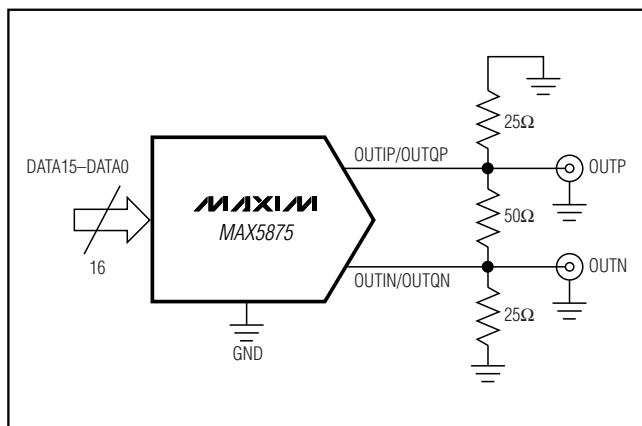 25Ω
OUTIP/OUTQP
OUTP
DATA15–DATA0
MAXIM
MAX5875
50Ω
16
OUTIN/OUTQN
OUTN
25Ω
GND